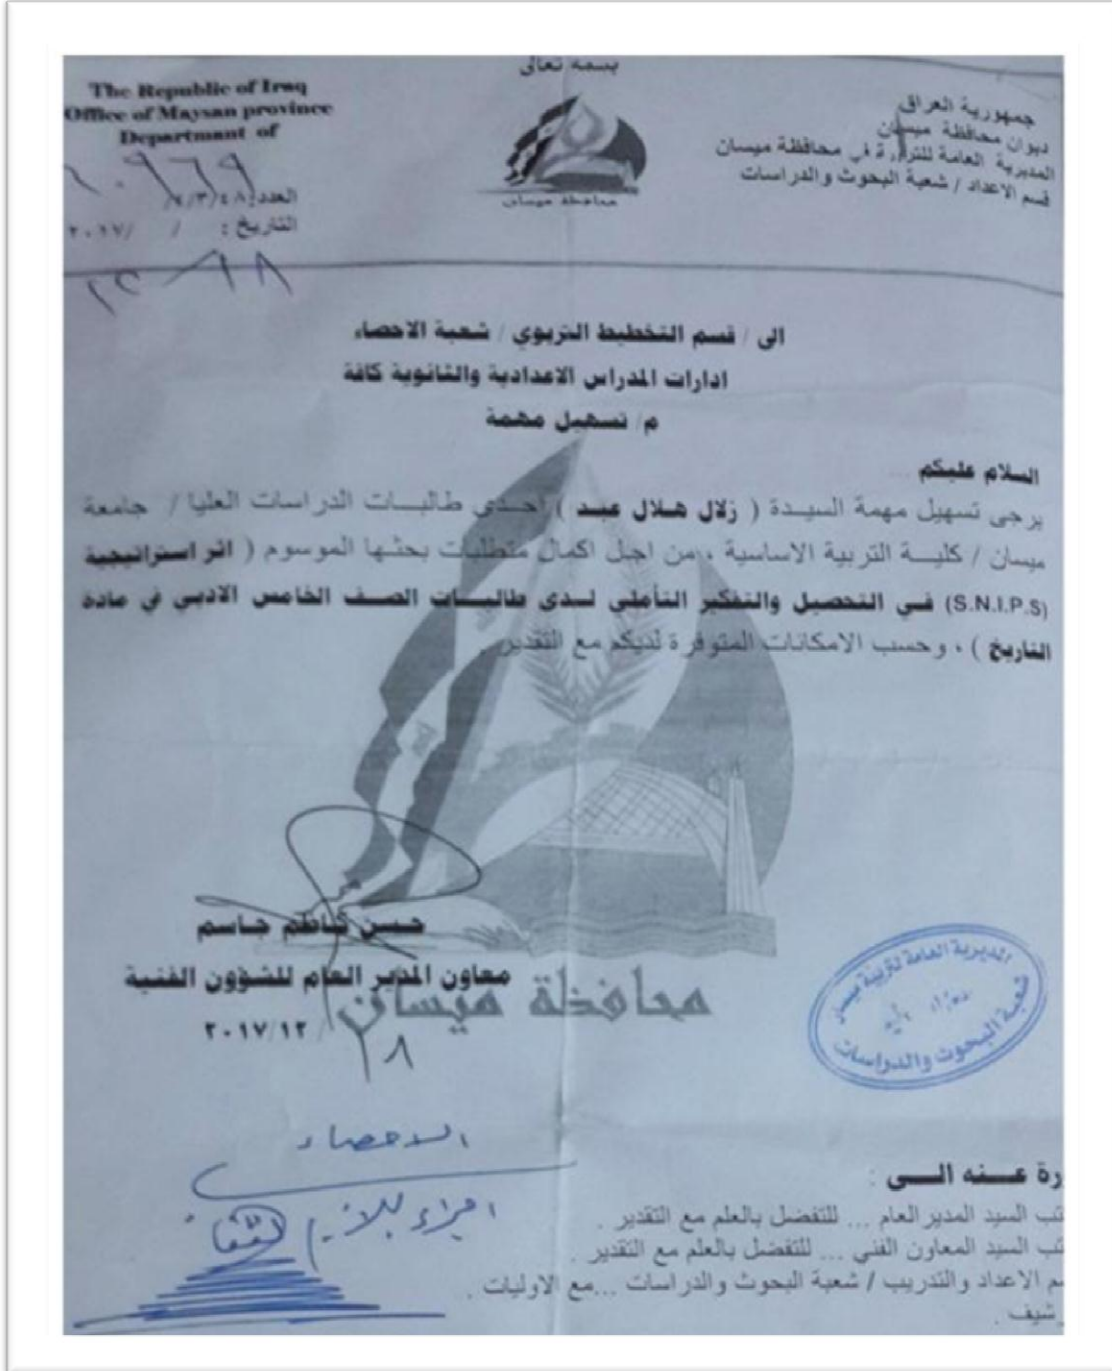 بسمه تعالى
The Republic of Iraq
Office of Maysan province
Departmant of
جمهورية العراق
ديوان محافظة ميسان
المديرية العامة للتربية في محافظة ميسان
قسم الاعداد / شعبة البحوث والدراسات
محافظة ميسان
العدد:
التاريخ : / /٢٠١٧
الى / قسم التخطيط التربوي / شعبة الاحصاء
ادارات المدراس الاعدادية والثانوية كافة
م/ تسهيل مهمة
السلام عليكم ...
يرجى تسهيل مهمة السيدة ( زلال هلال عبد ) احدى طالبات الدراسات العليا / جامعة
ميسان / كلية التربية الاساسية ، من اجل اكمال متطلبات بحثها الموسوم ( اثر استراتيجية
(S.N.I.P.S) في التحصيل والتفكير التأملي لدى طالبات الصف الخامس الادبي في مادة
التاريخ ) ، وحسب الامكانات المتوفرة لديكم مع التقدير .
حسن كاظم جاسم
معاون المدير العام للشؤون الفنية
١٨ / ٢٠١٧/١٢
محافظة ميسان
المديرية العامة لتربية ميسان
شعبة البحوث والدراسات
الاحصاء
رة عنه الى :
تب السيد المدير العام ... للتفضل بالعلم مع التقدير .
تب السيد المعاون الفني ... للتفضل بالعلم مع التقدير .
م الاعداد والتدريب / شعبة البحوث والدراسات ...مع الاوليات .
شيف .